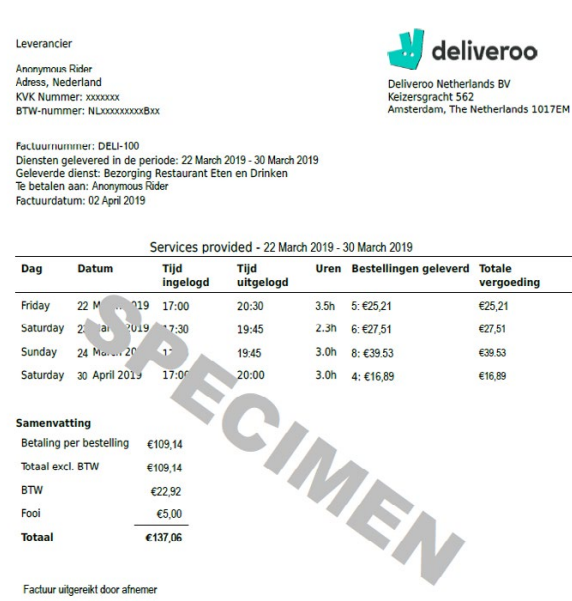 Leverancier
Anonymous Rider
Adress, Nederland
KVK Nummer: xxxxxxx
BTW-nummer: NLxxxxxxxxxBxx
deliveroo
Deliveroo Netherlands BV
Keizersgracht 562
Amsterdam, The Netherlands 1017EM
Factuurnummer: DELI-100
Diensten gelevered in de periode: 22 March 2019 - 30 March 2019
Geleverde dienst: Bezorging Restaurant Eten en Drinken
Te betalen aan: Anonymous Rider
Factuurdatum: 02 April 2019
Services provided - 22 March 2019 - 30 March 2019
Dag Datum Tijd ingelogd Tijd uitgelogd Uren Bestellingen geleverd Totale vergoeding
Friday 22 2019 17:00 20:30 3.5h 5: €25,21 €25,21
Saturday 2019 17:30 19:45 2.3h 6: €27,51 €27,51
Sunday 24 19:45 3.0h 8: €39.53 €39.53
Saturday 30 April 2019 17:00 20:00 3.0h 4: €16,89 €16,89
SPECIMEN
Samenvatting
Betaling per bestelling €109,14
Totaal excl. BTW €109,14
BTW €22,92
Fooi €5,00
Totaal €137,06
Factuur uitgereikt door afnemer